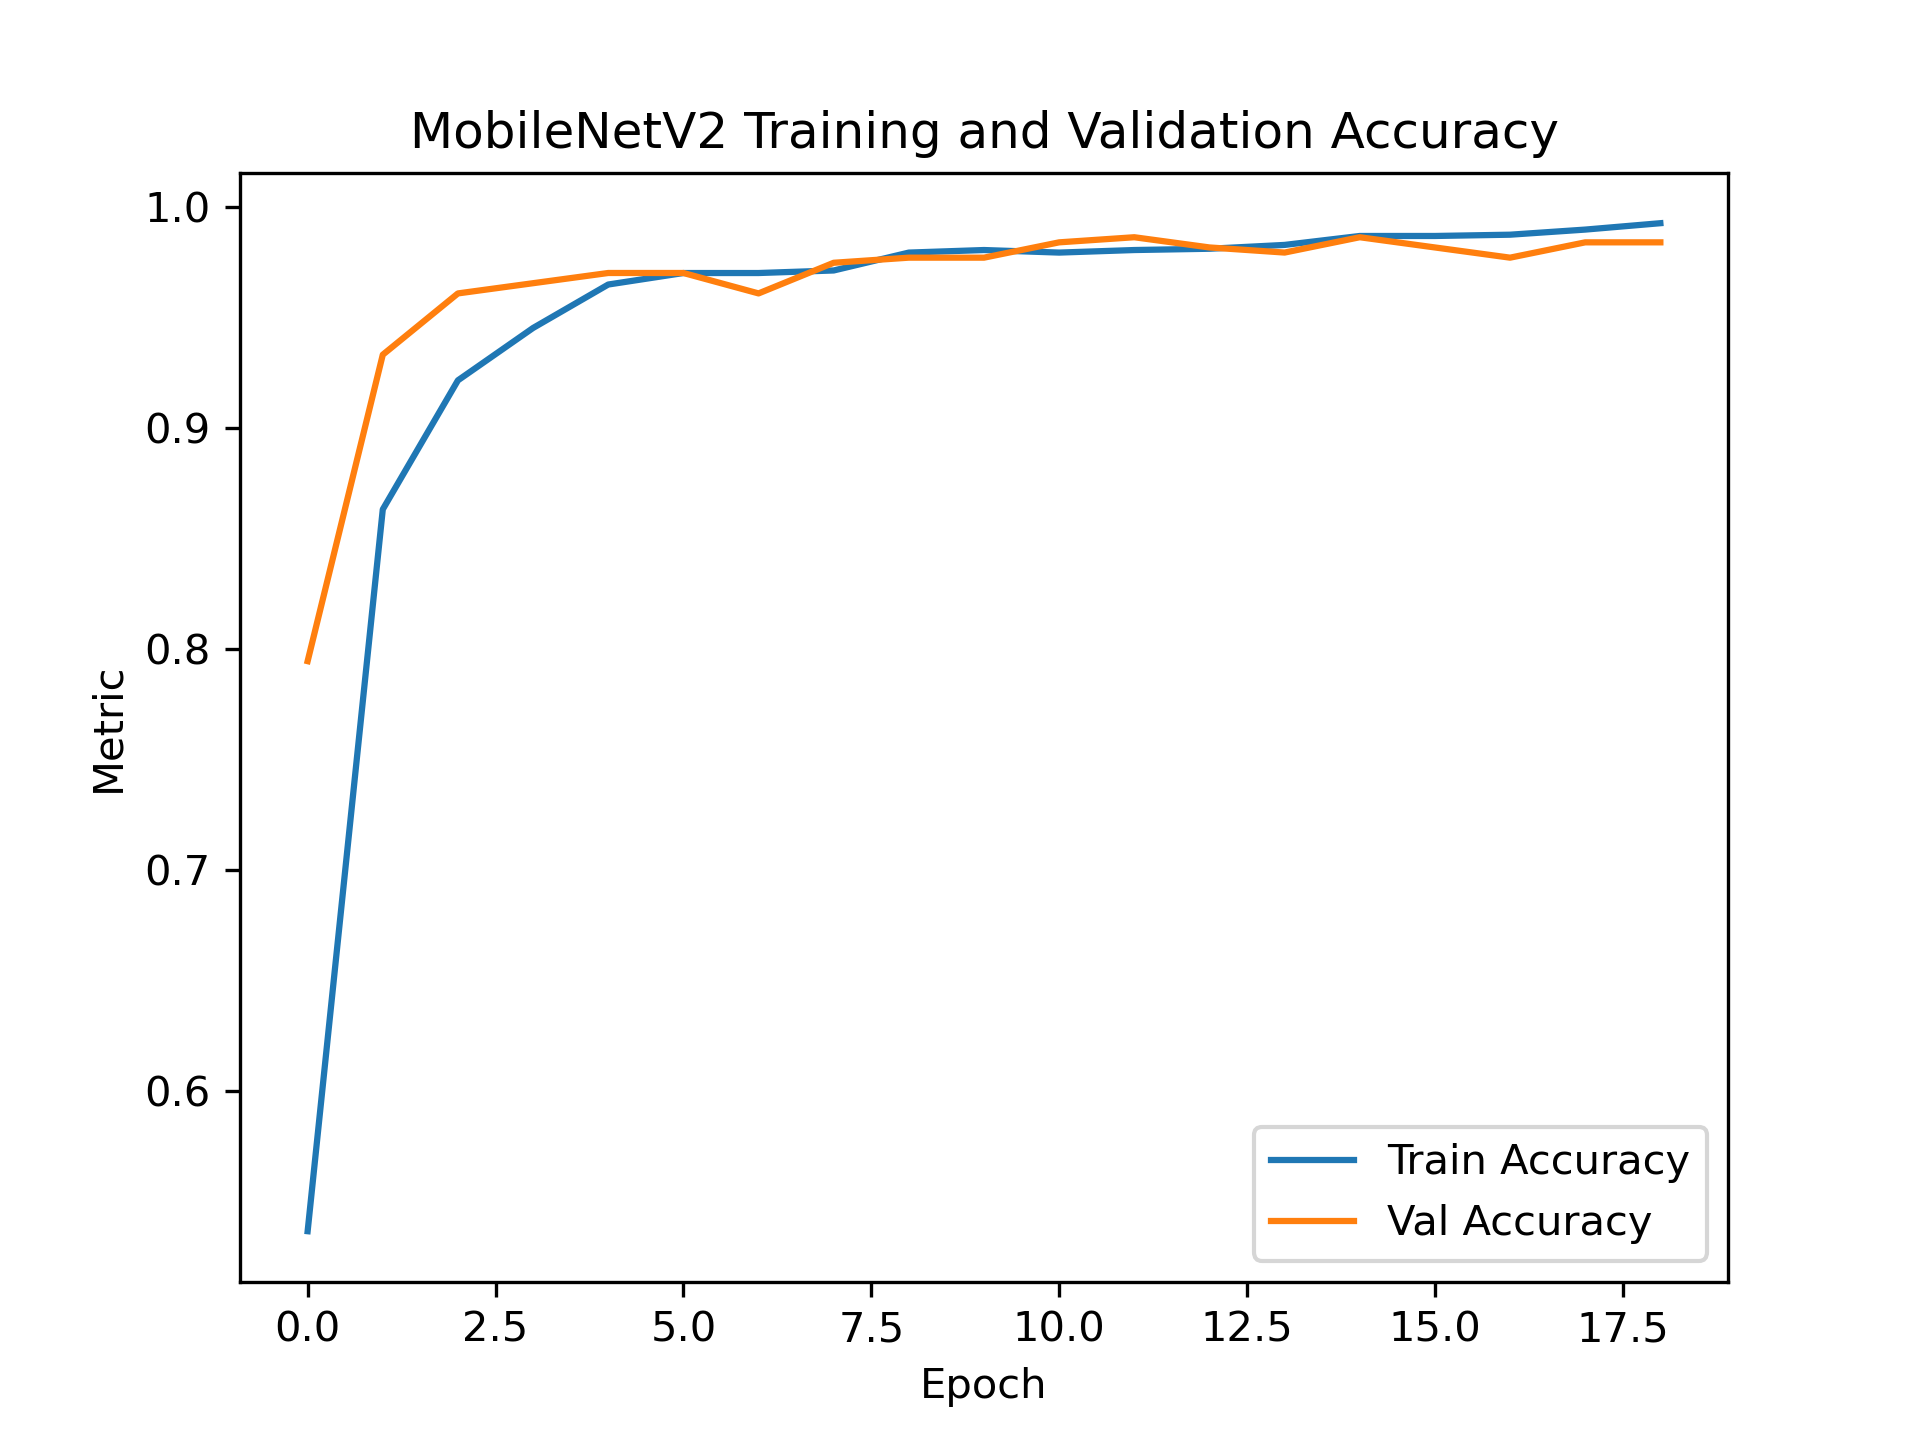 MobileNetV2 Training and Validation Accuracy
1.0
0.9
0.8
0.7
0.6
Metric
Train Accuracy
Val Accuracy
0.0 2.5 5.0 7.5 10.0 12.5 15.0 17.5
Epoch